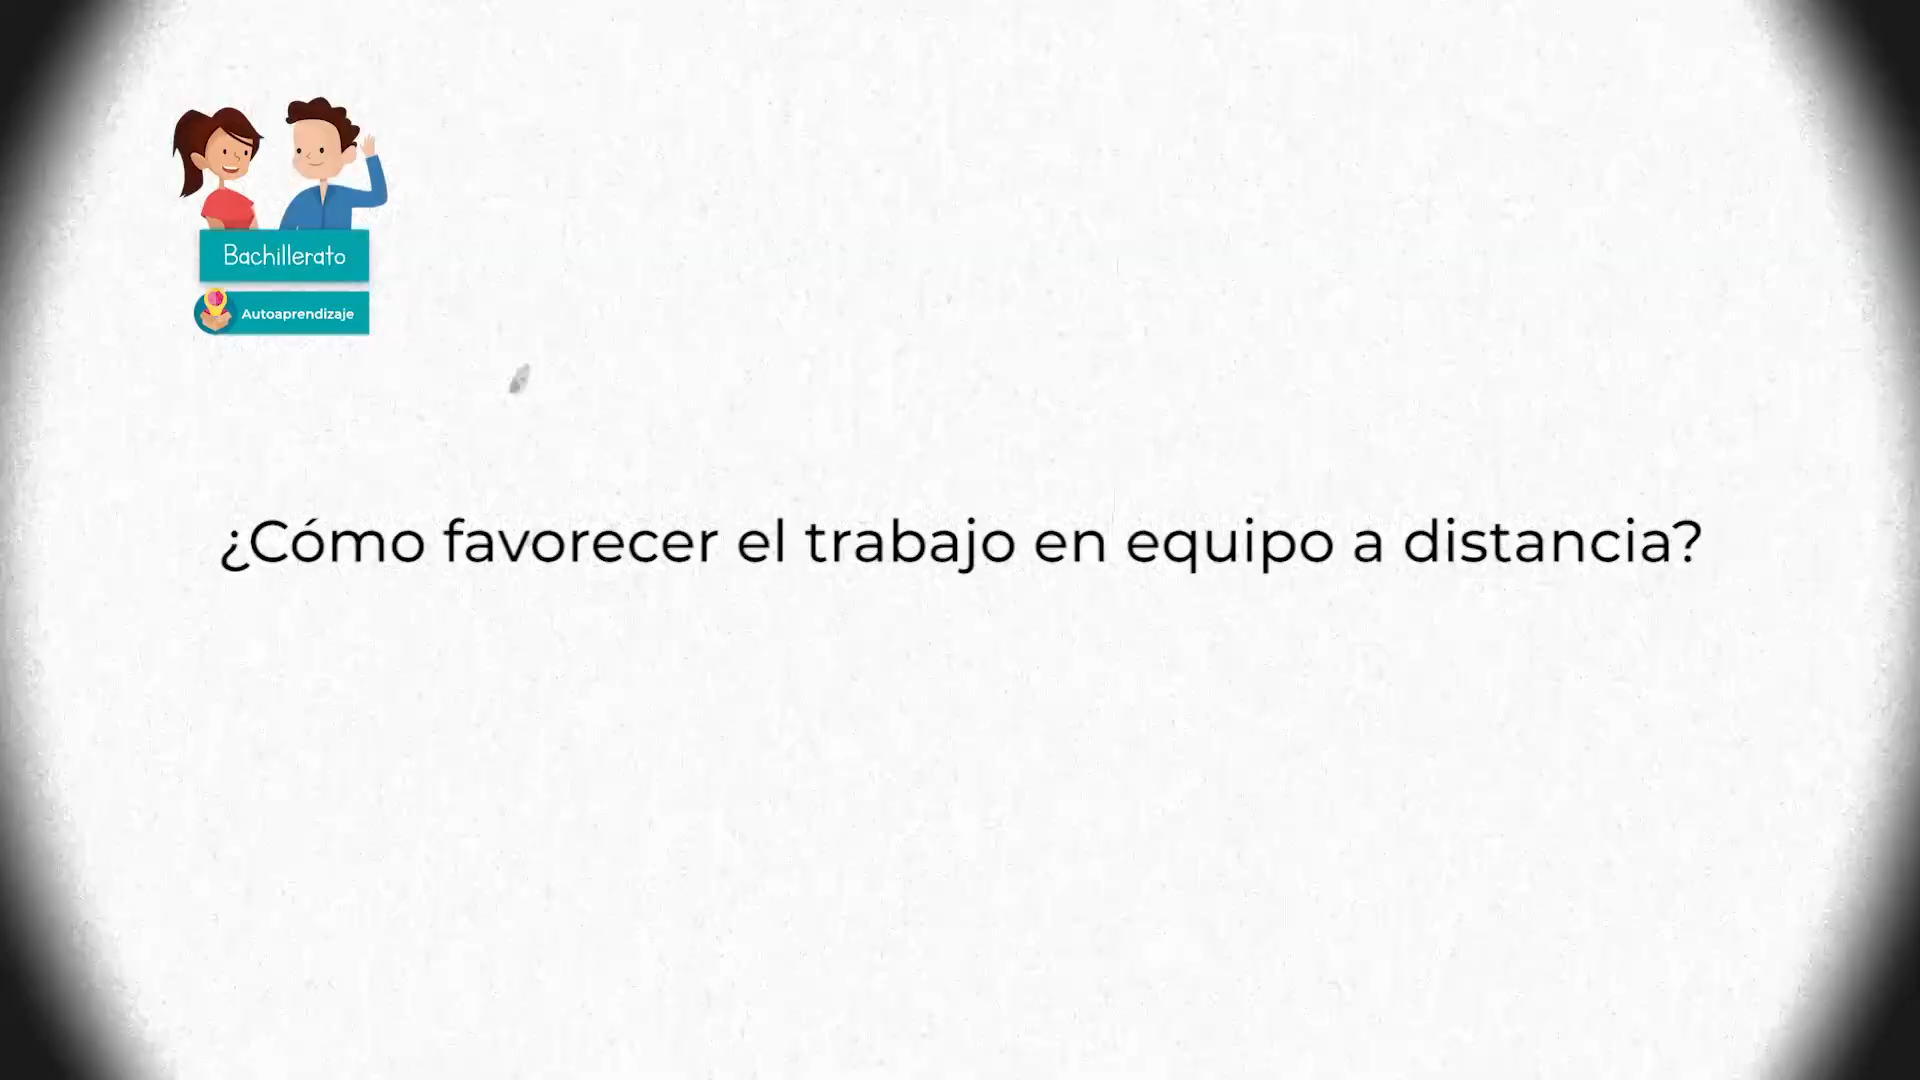 Bachillerato
Autoaprendizaje
¿Cómo favorecer el trabajo en equipo a distancia?